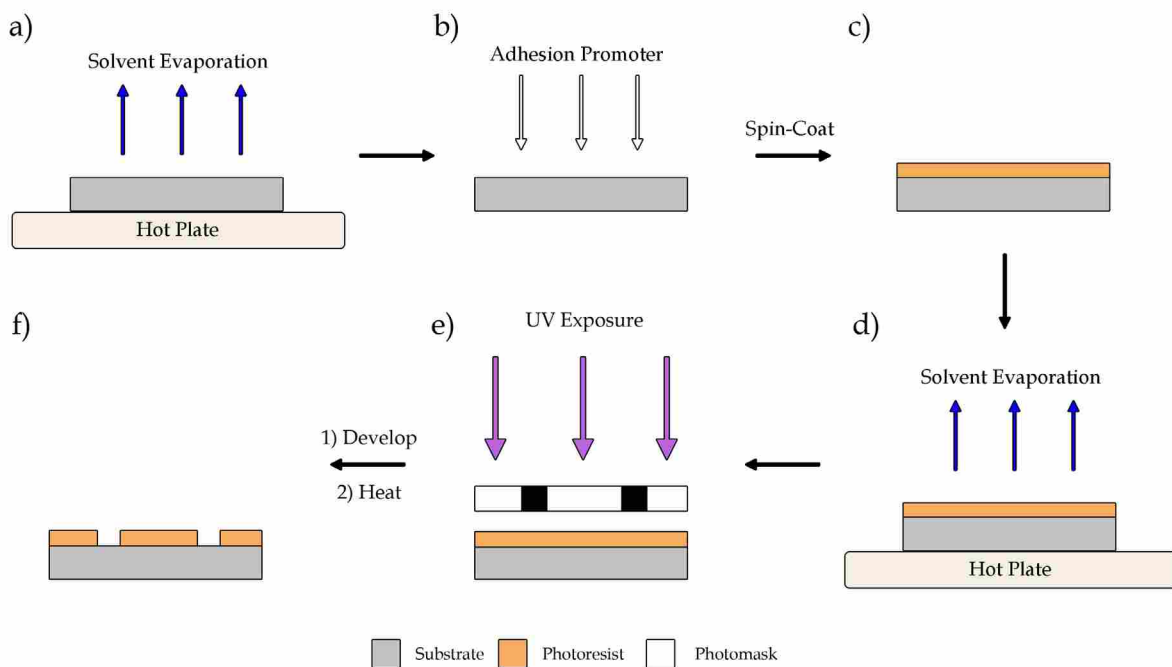 a)
Solvent Evaporation
Hot Plate
b)
Adhesion Promoter
Spin-Coat
c)
d)
Solvent Evaporation
Hot Plate
e)
UV Exposure
1) Develop
2) Heat
f)
Substrate
Photoresist
Photomask